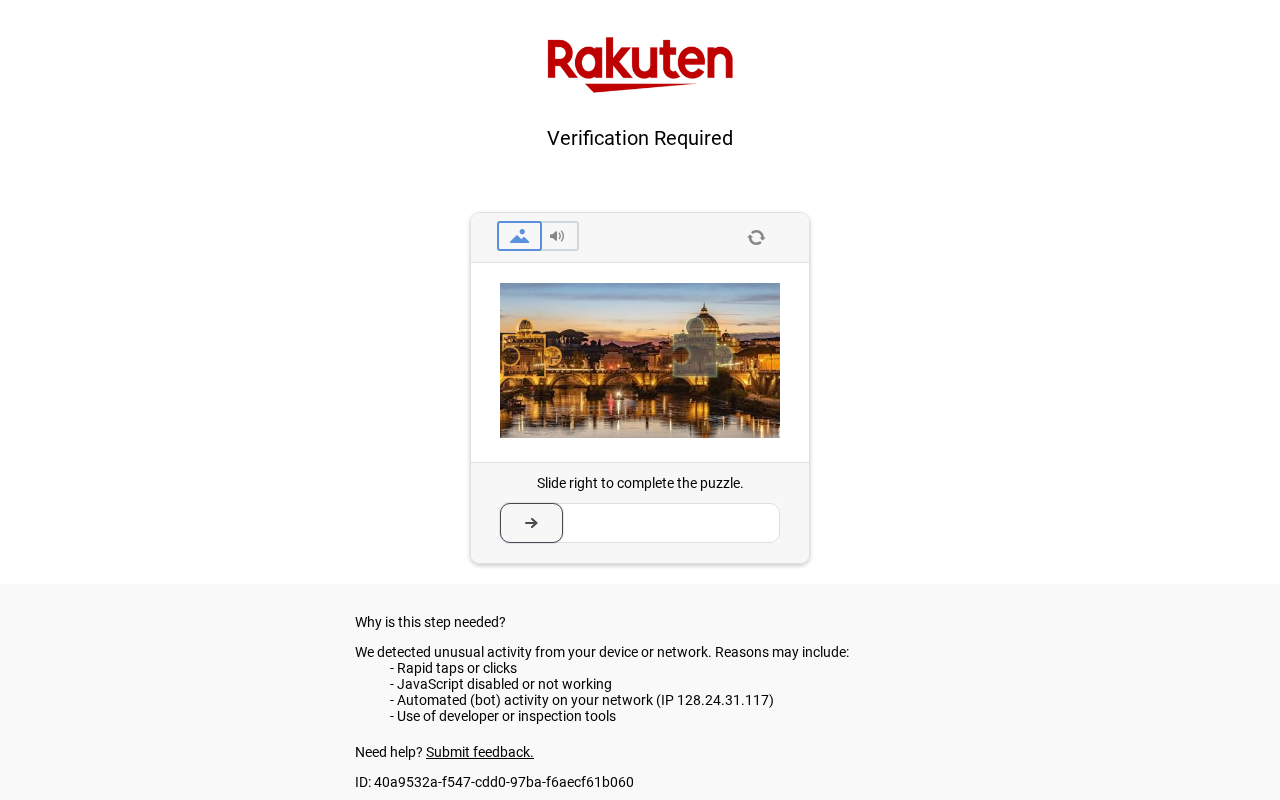 Rakuten
Verification Required
Slide right to complete the puzzle.
Why is this step needed?
We detected unusual activity from your device or network. Reasons may include:
- Rapid taps or clicks
- JavaScript disabled or not working
- Automated (bot) activity on your network (IP 128.24.31.117)
- Use of developer or inspection tools
Need help? Submit feedback.
ID: 40a9532a-f547-cdd0-97ba-f6aecf61b060